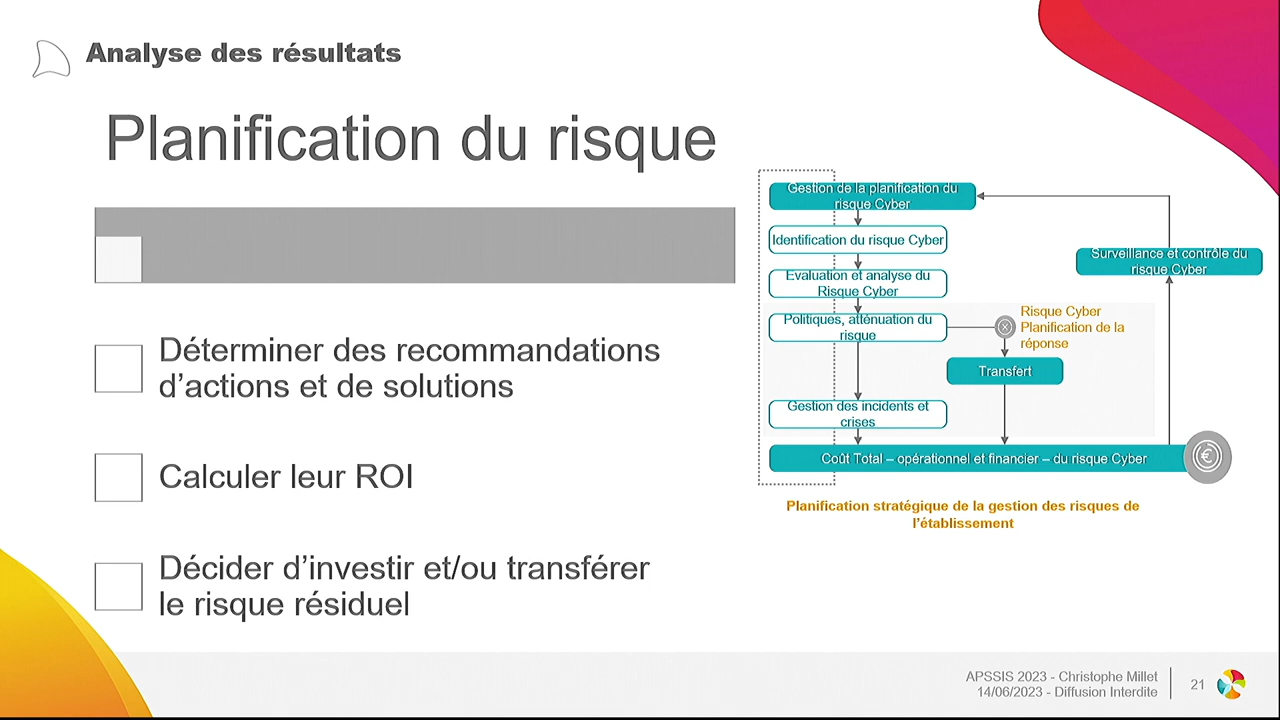 Analyse des résultats
Planification du risque
Déterminer des recommandations
d’actions et de solutions
Calculer leur ROI
Décider d’investir et/ou transférer
le risque résiduel
Gestion de la planification du
risque Cyber
Identification du risque Cyber
Evaluation et analyse du
Risque Cyber
Politiques, atténuation du
risque
Risque Cyber
Planification de la
réponse
Transfert
Gestion des incidents et
crises
Coût Total – opérationnel et financier – du risque Cyber
€
Surveillance et contrôle du
risque Cyber
Planification stratégique de la gestion des risques de
l’établissement
APSSIS 2023 - Christophe Millet
14/06/2023 - Diffusion Interdite
21